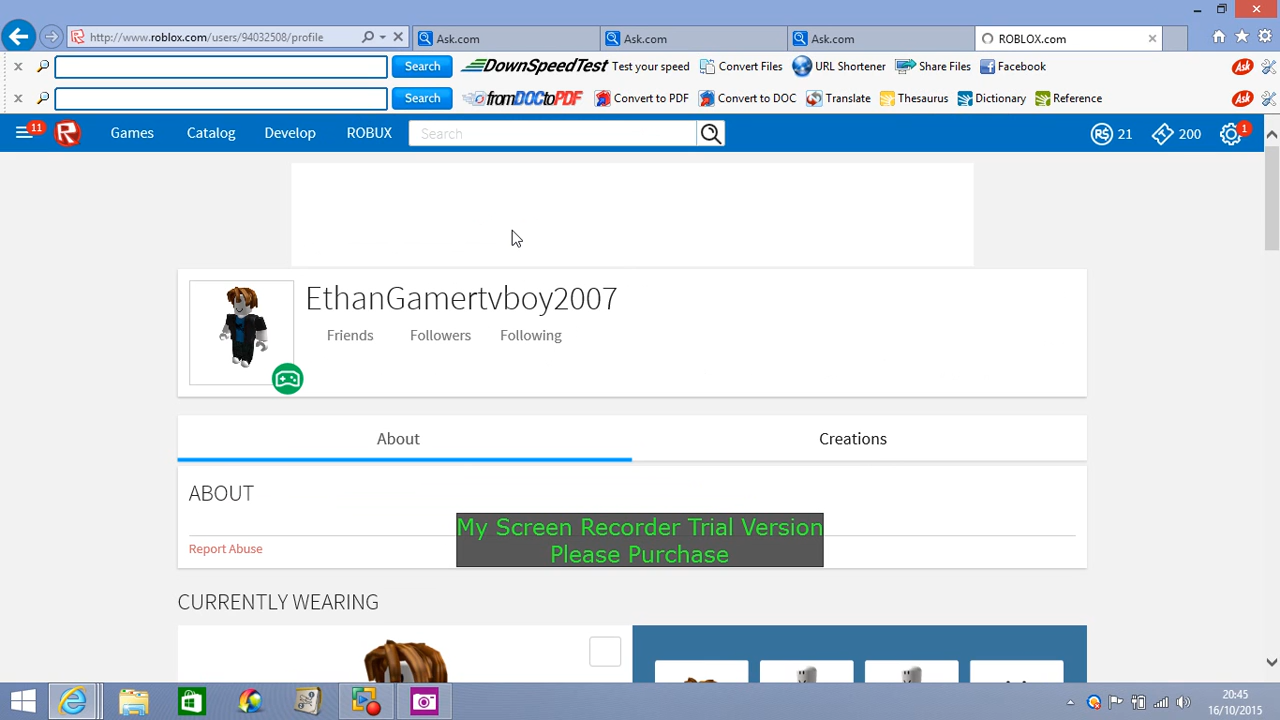 http://www.roblox.com/users/94032508/profile
Ask.com
Ask.com
Ask.com
ROBLOX.com
Search
DOWNSPEEDTEST
Test your speed
Convert Files
URL Shortener
Share Files
Facebook
Ask
Search
fromDOCtoPDF
Convert to PDF
Convert to DOC
Translate
Thesaurus
Dictionary
Reference
Ask
11
Games
Catalog
Develop
ROBUX
Search
R$ 21
200
1
EthanGamertvboy2007
Friends
Followers
Following
About
Creations
ABOUT
My Screen Recorder Trial Version
Please Purchase
Report Abuse
CURRENTLY WEARING
20:45
16/10/2015